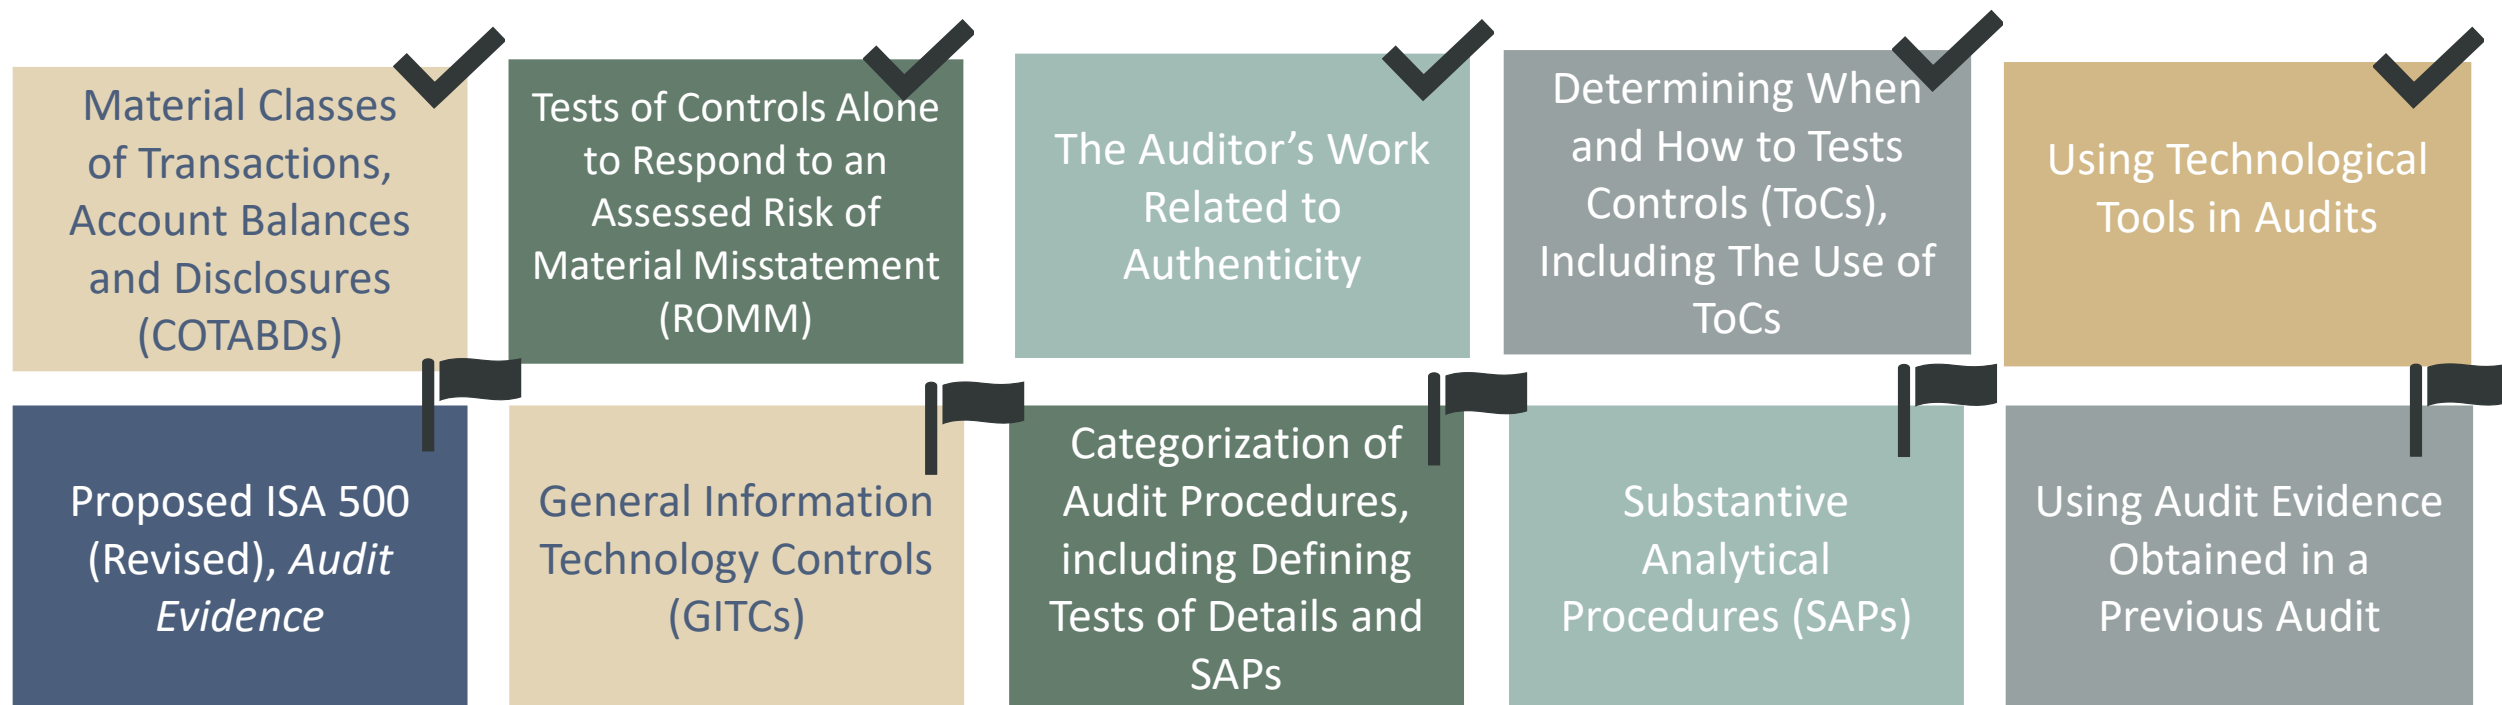 Material Classes
of Transactions,
Account Balances
and Disclosures
(COTABDs)
Tests of Controls Alone
to Respond to an
Assessed Risk of
Material Misstatement
(ROMM)
The Auditor’s Work
Related to
Authenticity
Determining When
and How to Tests
Controls (ToCs),
Including The Use of
ToCs
Using Technological
Tools in Audits
Proposed ISA 500
(Revised), Audit
Evidence
General Information
Technology Controls
(GITCs)
Categorization of
Audit Procedures,
including Defining
Tests of Details and
SAPs
Substantive
Analytical
Procedures (SAPs)
Using Audit Evidence
Obtained in a
Previous Audit